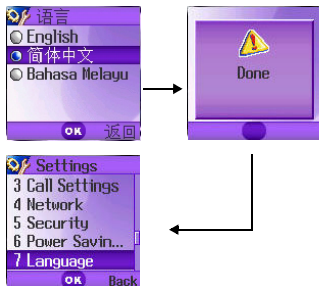 语言
English
简体中文
Bahasa Melayu
OK 返回
Done
Settings
3 Call Settings
4 Network
5 Security
6 Power Savin...
7 Language
OK Back